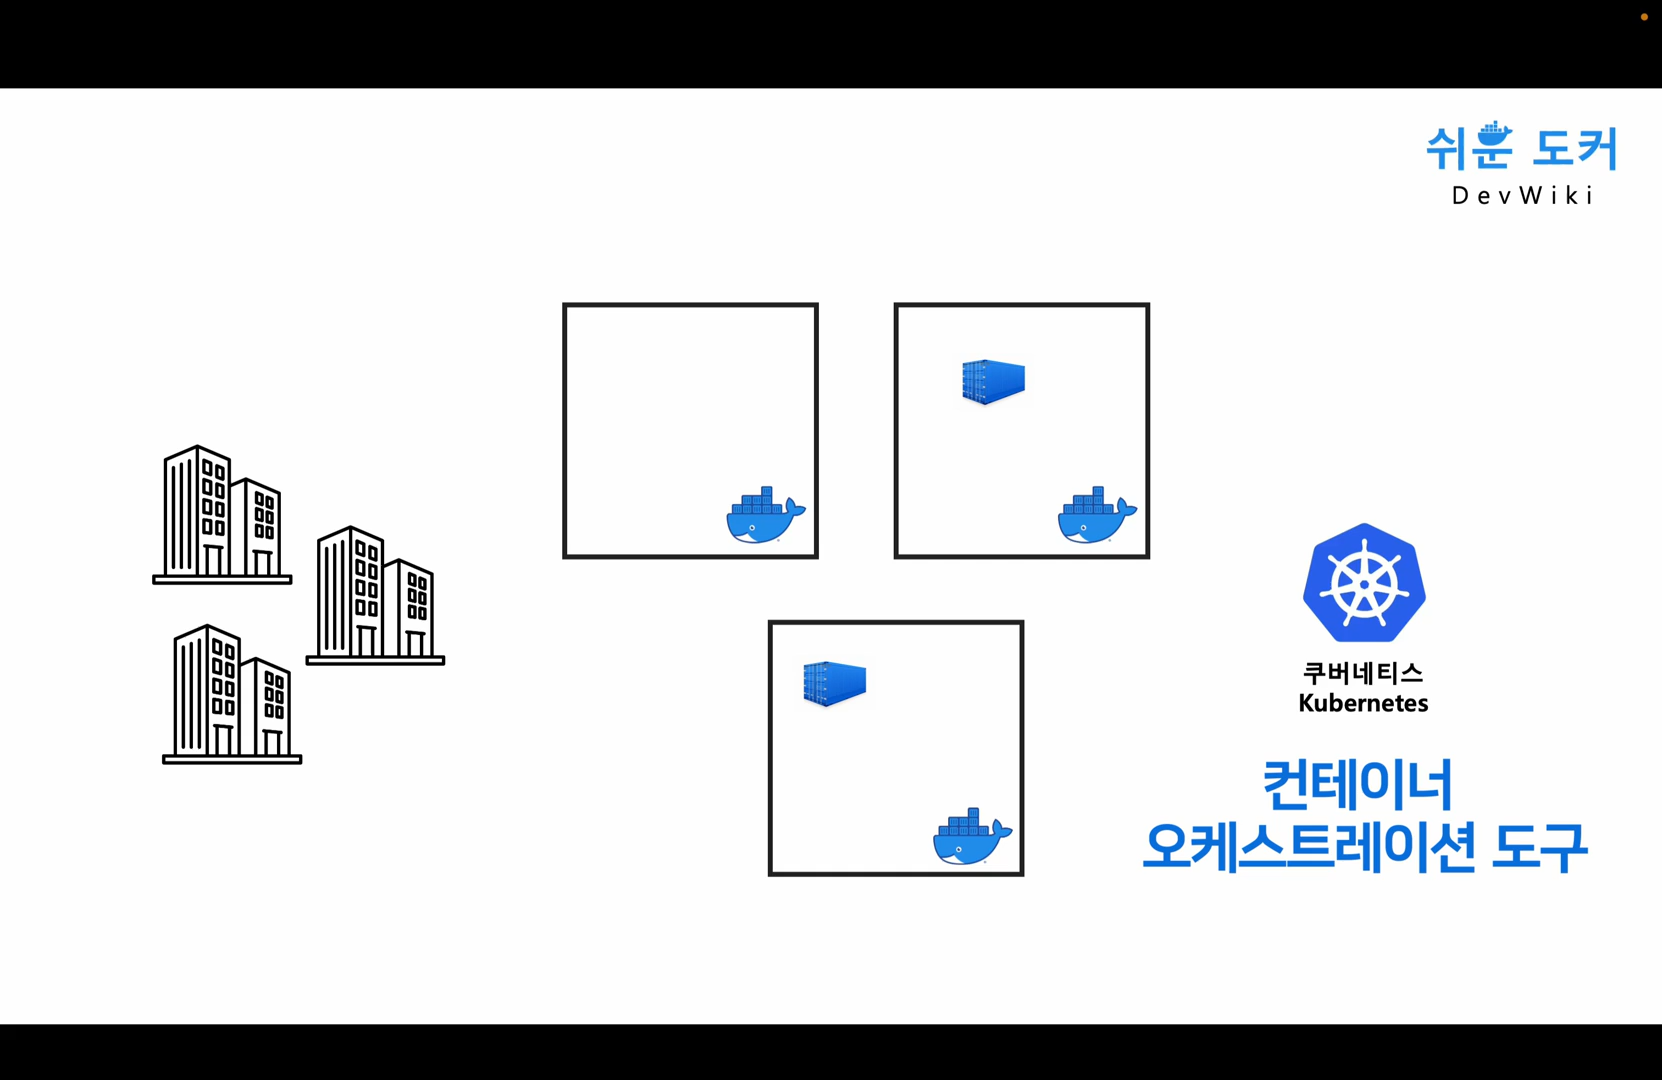 쉬운 도커
DevWiki
쿠버네티스
Kubernetes
컨테이너
오케스트레이션 도구